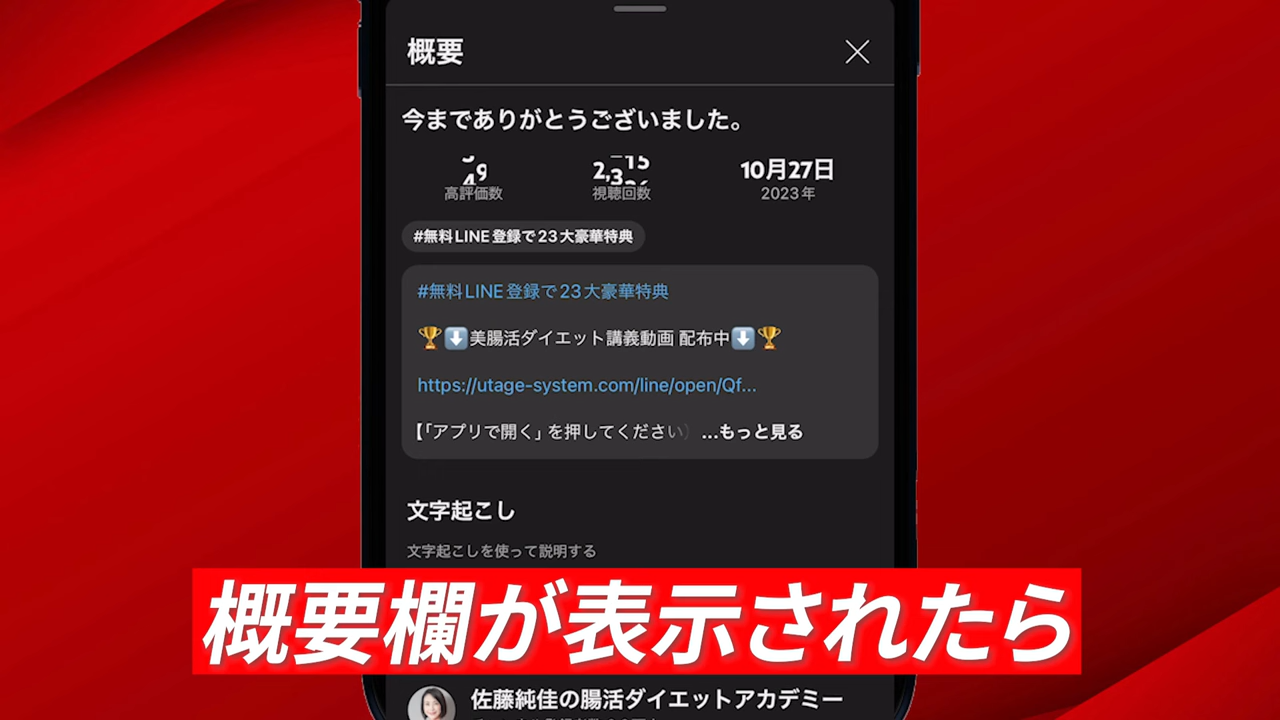 概要
今までありがとうございました。
10月27日
高評価数
視聴回数
2023年
#無料LINE登録で23大豪華特典
#無料LINE登録で23大豪華特典
🏆⬇️美腸活ダイエット講義動画 配布中⬇️🏆
https://utage-system.com/line/open/Qf...
【「アプリで開く」を押してください ...もっと見る
文字起こし
文字起こしを使って説明する
概要欄が表示されたら
佐藤純佳の腸活ダイエットアカデミー